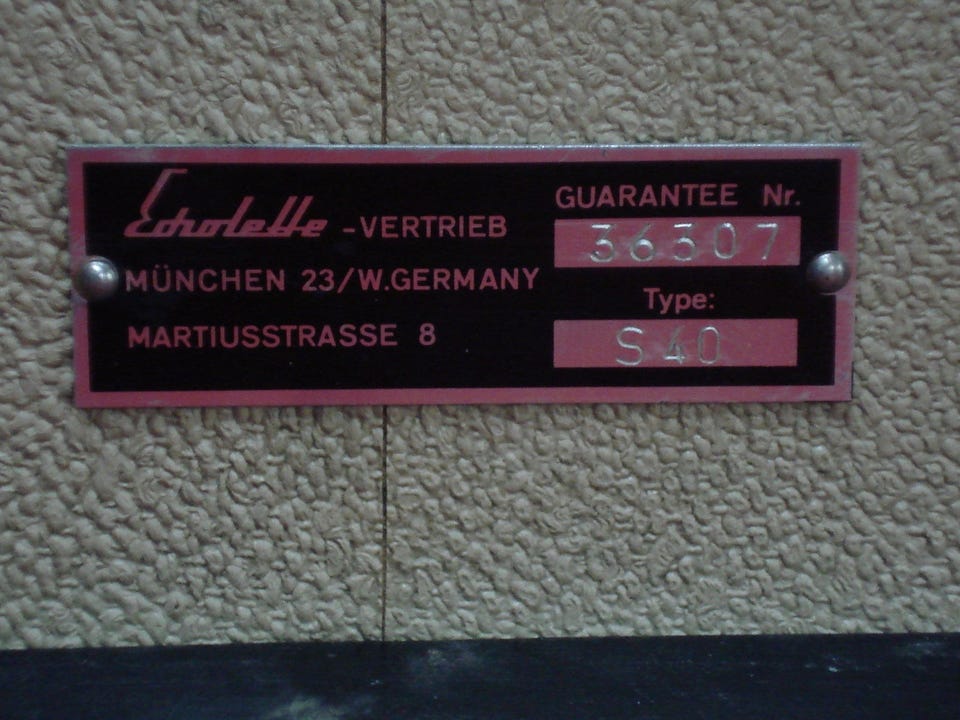 Echolette -VERTRIEB
MÜNCHEN 23/W.GERMANY
MARTIUSSTRASSE 8
GUARANTEE Nr.
36307
Type:
S 40